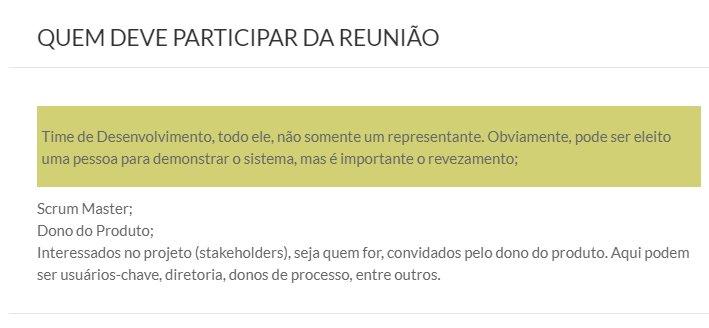 QUEM DEVE PARTICIPAR DA REUNIÃO
Time de Desenvolvimento, todo ele, não somente um representante. Obviamente, pode ser eleito
uma pessoa para demonstrar o sistema, mas é importante o revezamento;
Scrum Master;
Dono do Produto;
Interessados no projeto (stakeholders), seja quem for, convidados pelo dono do produto. Aqui podem
ser usuários-chave, diretoria, donos de processo, entre outros.